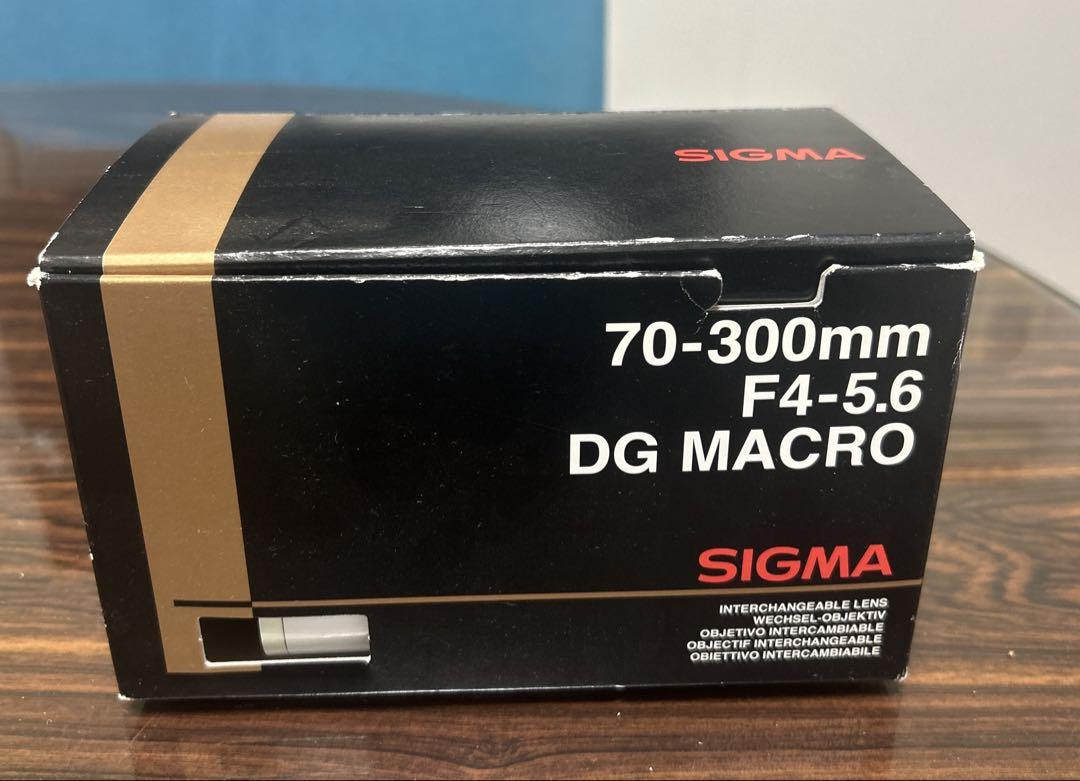 SIGMA
70-300mm
F4-5.6
DG MACRO
SIGMA
INTERCHANGEABLE LENS
WECHSEL-OBJEKTIV
OBJETIVO INTERCAMBIABLE
OBJECTIF INTERCHANGEABLE
OBIETTIVO INTERCAMBIABILE